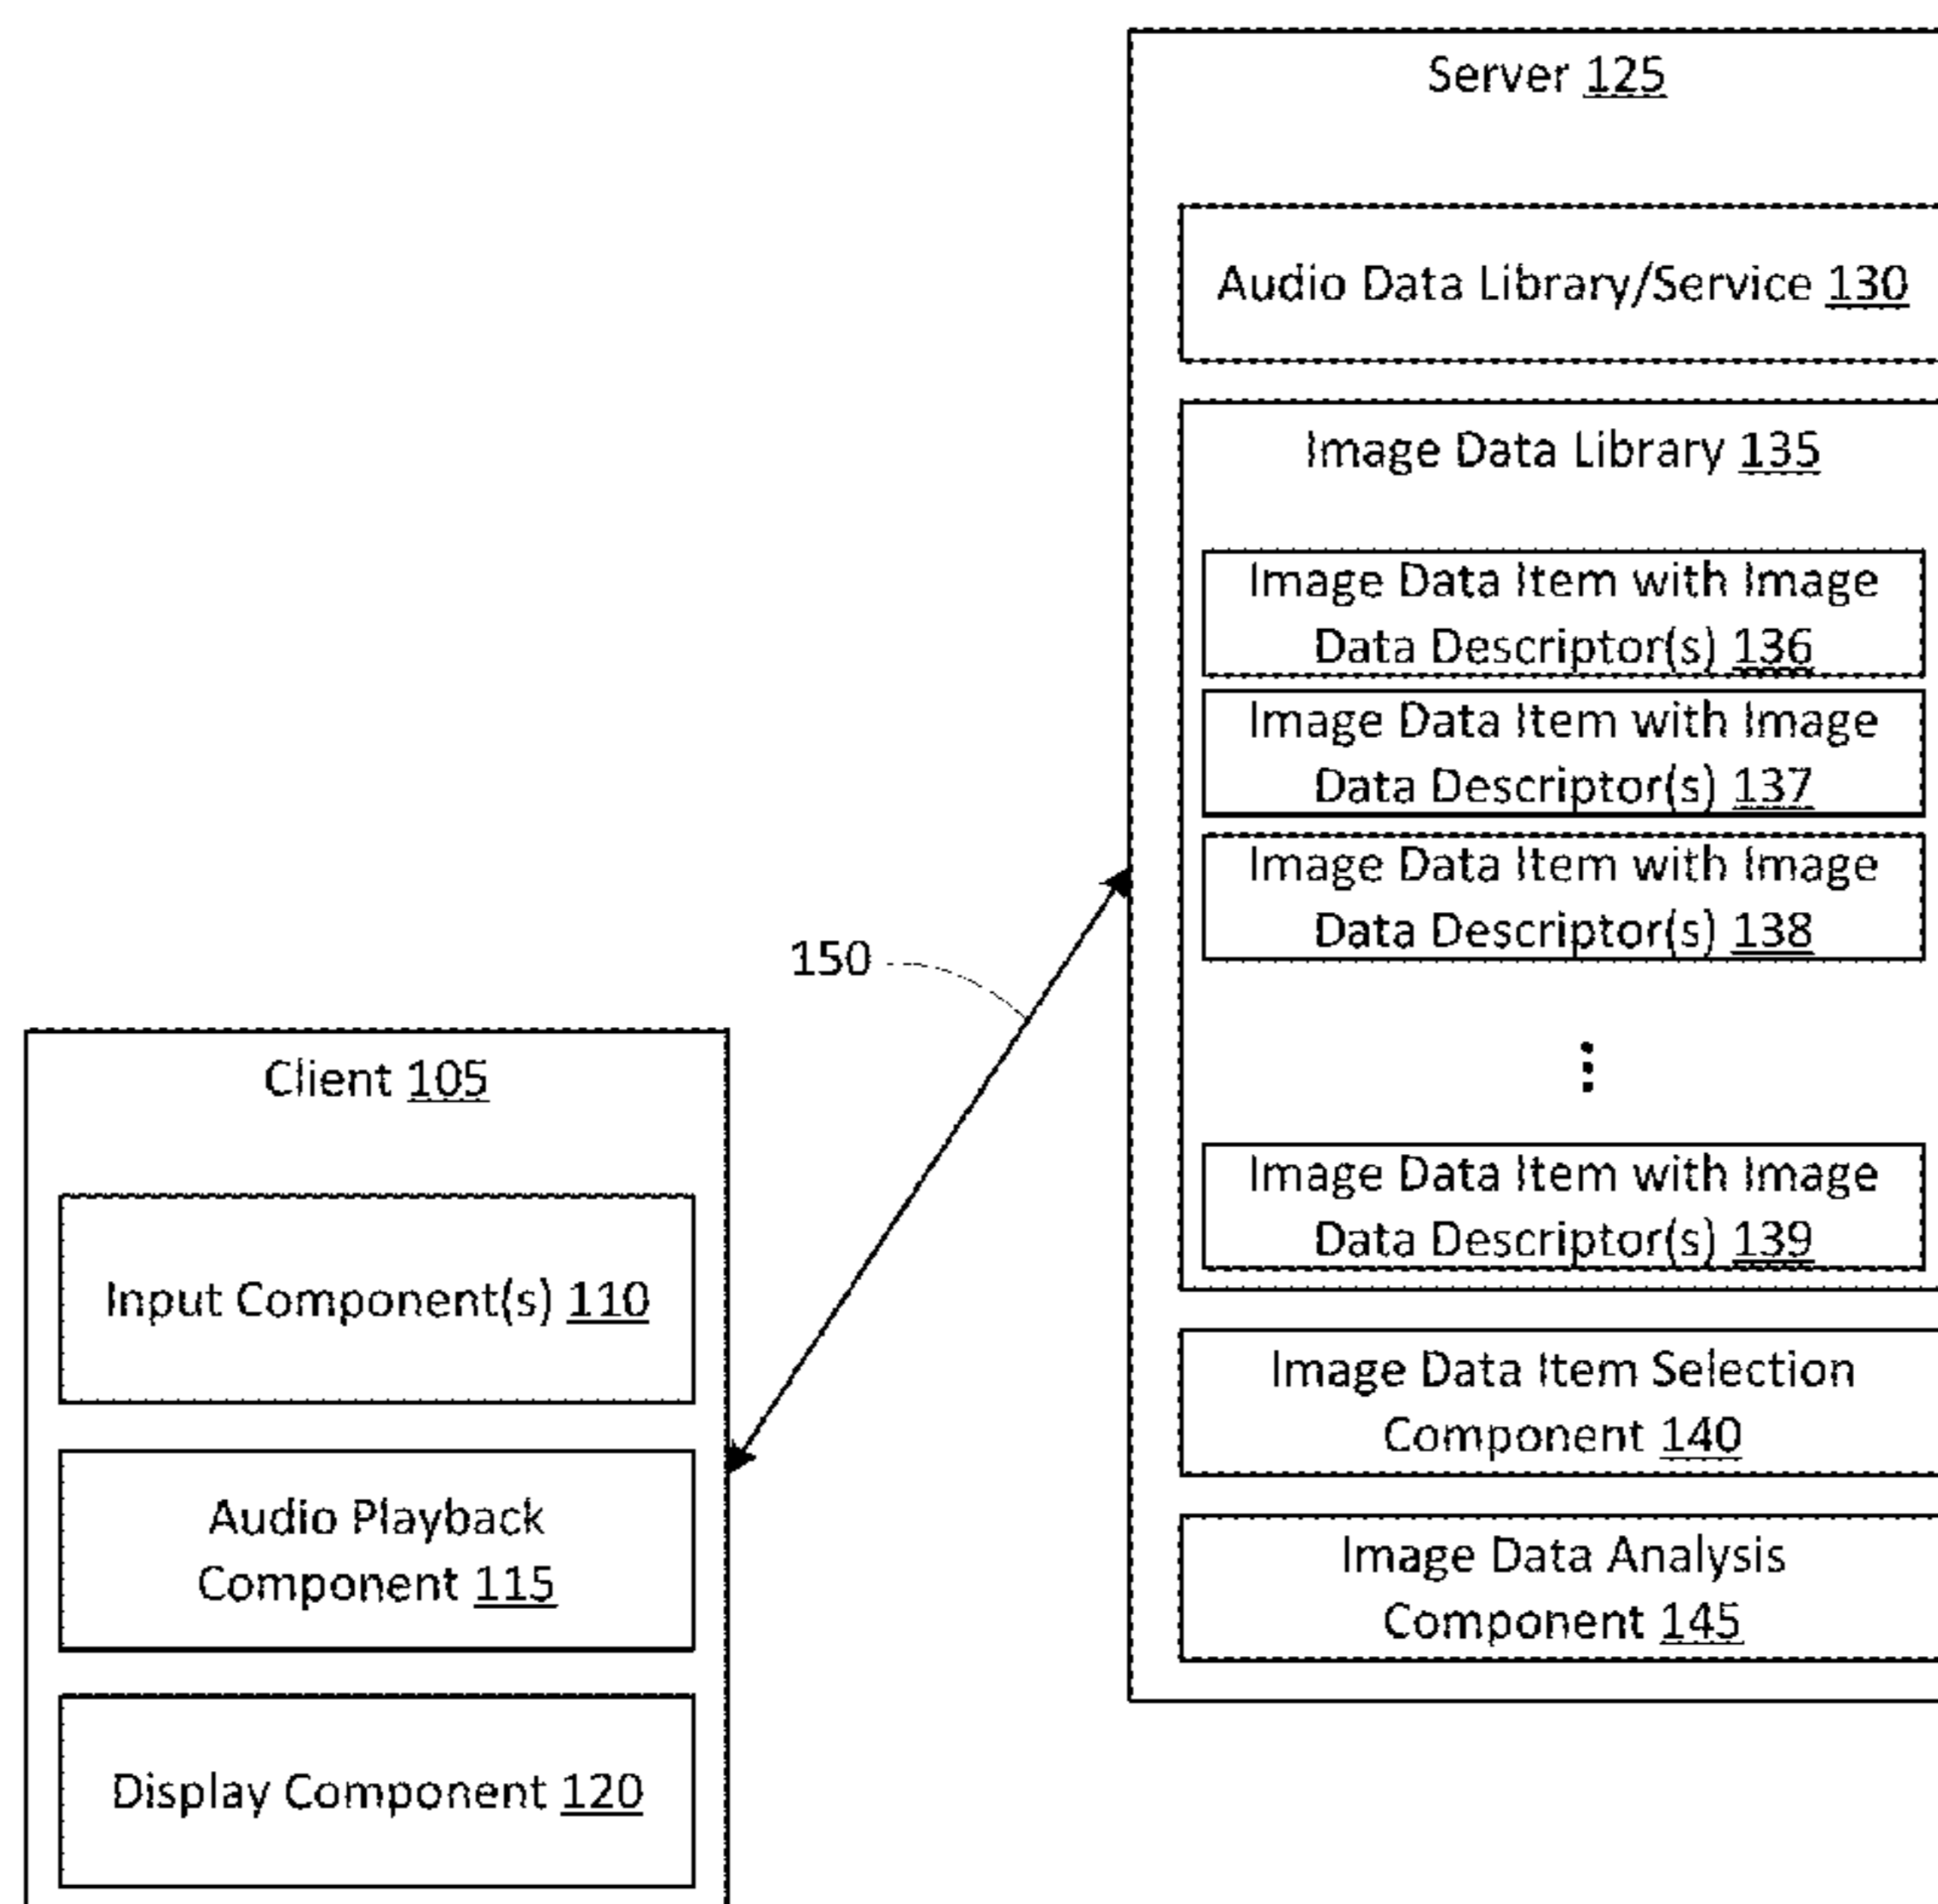 Server 125
Audio Data Library/Service 130
Image Data Library 135
Image Data Item with Image
Data Descriptor(s) 136
Image Data Item with Image
Data Descriptor(s) 137
Image Data Item with Image
Data Descriptor(s) 138
Image Data Item with Image
Data Descriptor(s) 139
Image Data Item Selection
Component 140
Image Data Analysis
Component 145
150
Client 105
Input Component(s) 110
Audio Playback
Component 115
Display Component 120